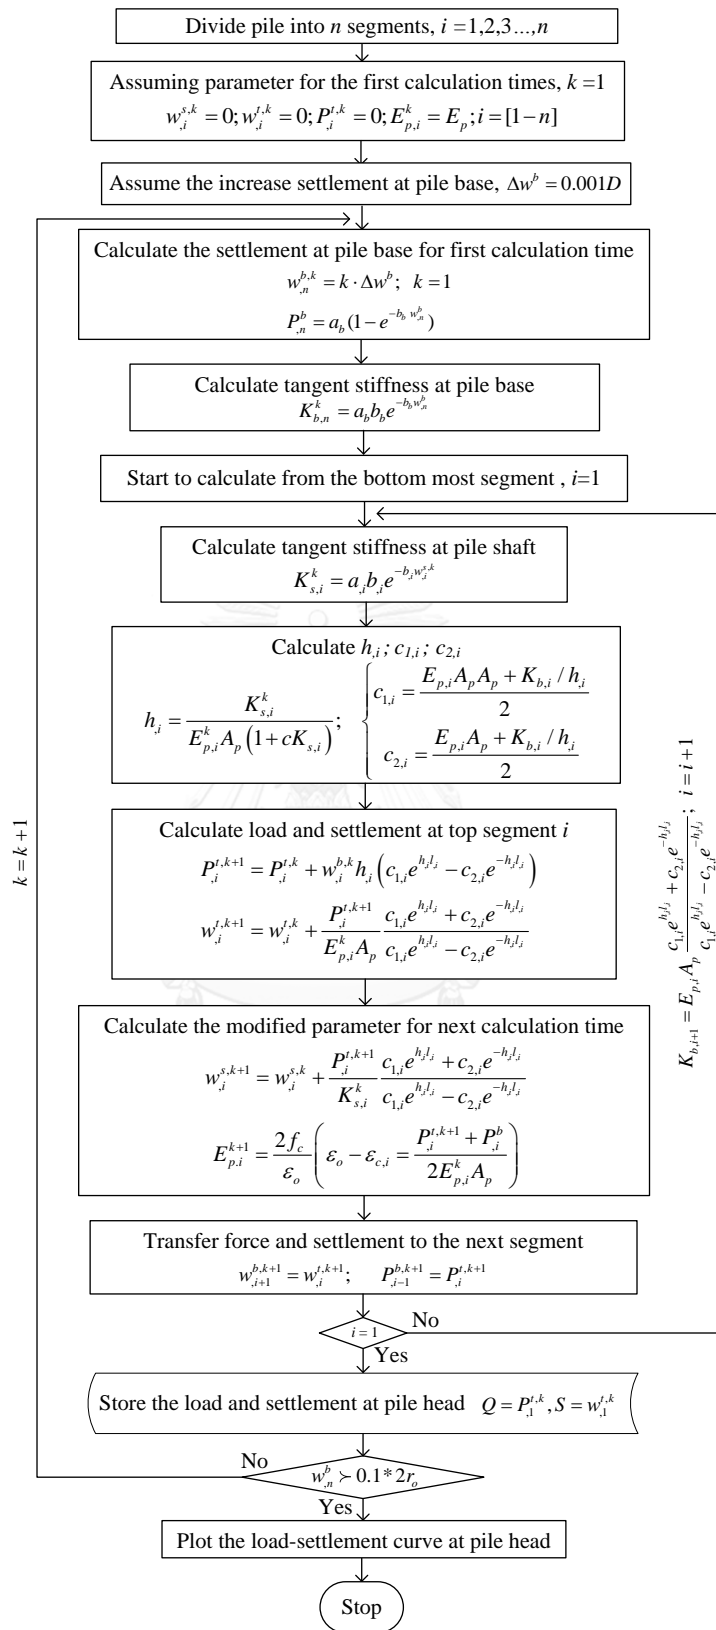 Divide pile into n segments, i =1,2,3...,n
Assuming parameter for the first calculation times, k =1
w_{,i}^{s,k} = 0; w_{,i}^{t,k} = 0; P_{,i}^{t,k} = 0; E_{p,i}^{k} = E_p; i = [1 − n]
Assume the increase settlement at pile base, Δw^b = 0.001D
Calculate the settlement at pile base for first calculation time
w_{,n}^{b,k} = k · Δw^b; k = 1
P_{,n}^{b} = a_b(1 − e^{−b_b w_{,n}^{b}})
Calculate tangent stiffness at pile base
K_{b,n}^{k} = a_b b_b e^{−b_b w_{,n}^{b}}
Start to calculate from the bottom most segment , i=1
Calculate tangent stiffness at pile shaft
K_{s,i}^{k} = a_{,i} b_{,i} e^{−b_{,i} w_{,i}^{s,k}}
Calculate h_{,i} ; c_{1,i} ; c_{2,i}
h_{,i} = \frac{K_{s,i}^{k}}{E_{p,i}^{k} A_p (1 + cK_{s,i})}; { c_{1,i} = \frac{E_{p,i} A_p A_p + K_{b,i} / h_{,i}}{2}
c_{2,i} = \frac{E_{p,i} A_p + K_{b,i} / h_{,i}}{2}
Calculate load and settlement at top segment i
P_{,i}^{t,k+1} = P_{,i}^{t,k} + w_{,i}^{b,k} h_{,i} (c_{1,i} e^{h_{,i} l_{,i}} − c_{2,i} e^{−h_{,i} l_{,i}})
w_{,i}^{t,k+1} = w_{,i}^{t,k} + \frac{P_{,i}^{t,k+1}}{E_{p,i}^{k} A_p} \frac{c_{1,i} e^{h_{,i} l_{,i}} + c_{2,i} e^{−h_{,i} l_{,i}}}{c_{1,i} e^{h_{,i} l_{,i}} − c_{2,i} e^{−h_{,i} l_{,i}}}
Calculate the modified parameter for next calculation time
w_{,i}^{s,k+1} = w_{,i}^{s,k} + \frac{P_{,i}^{t,k+1}}{K_{s,i}^{k}} \frac{c_{1,i} e^{h_{,i} l_{,i}} + c_{2,i} e^{−h_{,i} l_{,i}}}{c_{1,i} e^{h_{,i} l_{,i}} − c_{2,i} e^{−h_{,i} l_{,i}}}
E_{p.i}^{k+1} = \frac{2f_c}{ε_o} (ε_o − ε_{c,i} = \frac{P_{,i}^{t,k+1} + P_{,i}^{b}}{2E_{p,i}^{k} A_p})
Transfer force and settlement to the next segment
w_{,i+1}^{b,k+1} = w_{,i}^{t,k+1}; P_{,i−1}^{b,k+1} = P_{,i}^{t,k+1}
i = 1
No
Yes
Store the load and settlement at pile head Q = P_{,1}^{t,k}, S = w_{,1}^{t,k}
w_{,n}^{b} ≻ 0.1 * 2r_o
No
Yes
Plot the load-settlement curve at pile head
Stop
k = k + 1
K_{b,i+1} = E_{p,i} A_p \frac{c_{1,i} e^{h_{,i} l_{,i}} + c_{2,i} e^{−h_{,i} l_{,i}}}{c_{1,i} e^{h_{,i} l_{,i}} − c_{2,i} e^{−h_{,i} l_{,i}}}; i = i + 1